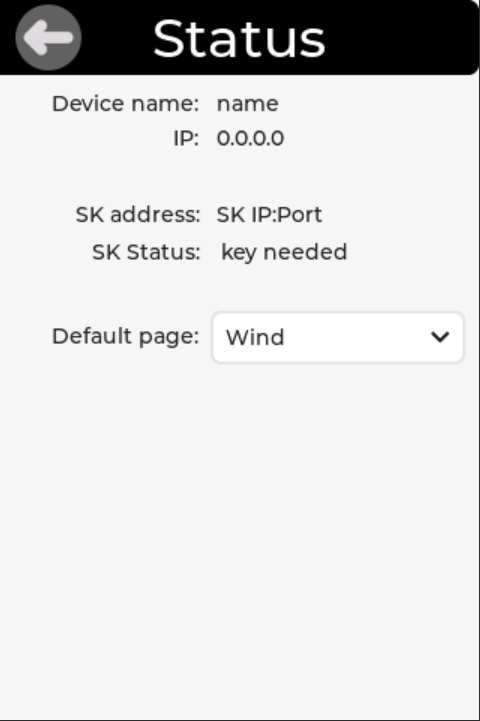 Status
Device name: name
IP: 0.0.0.0
SK address: SK IP:Port
SK Status: key needed
Default page: Wind